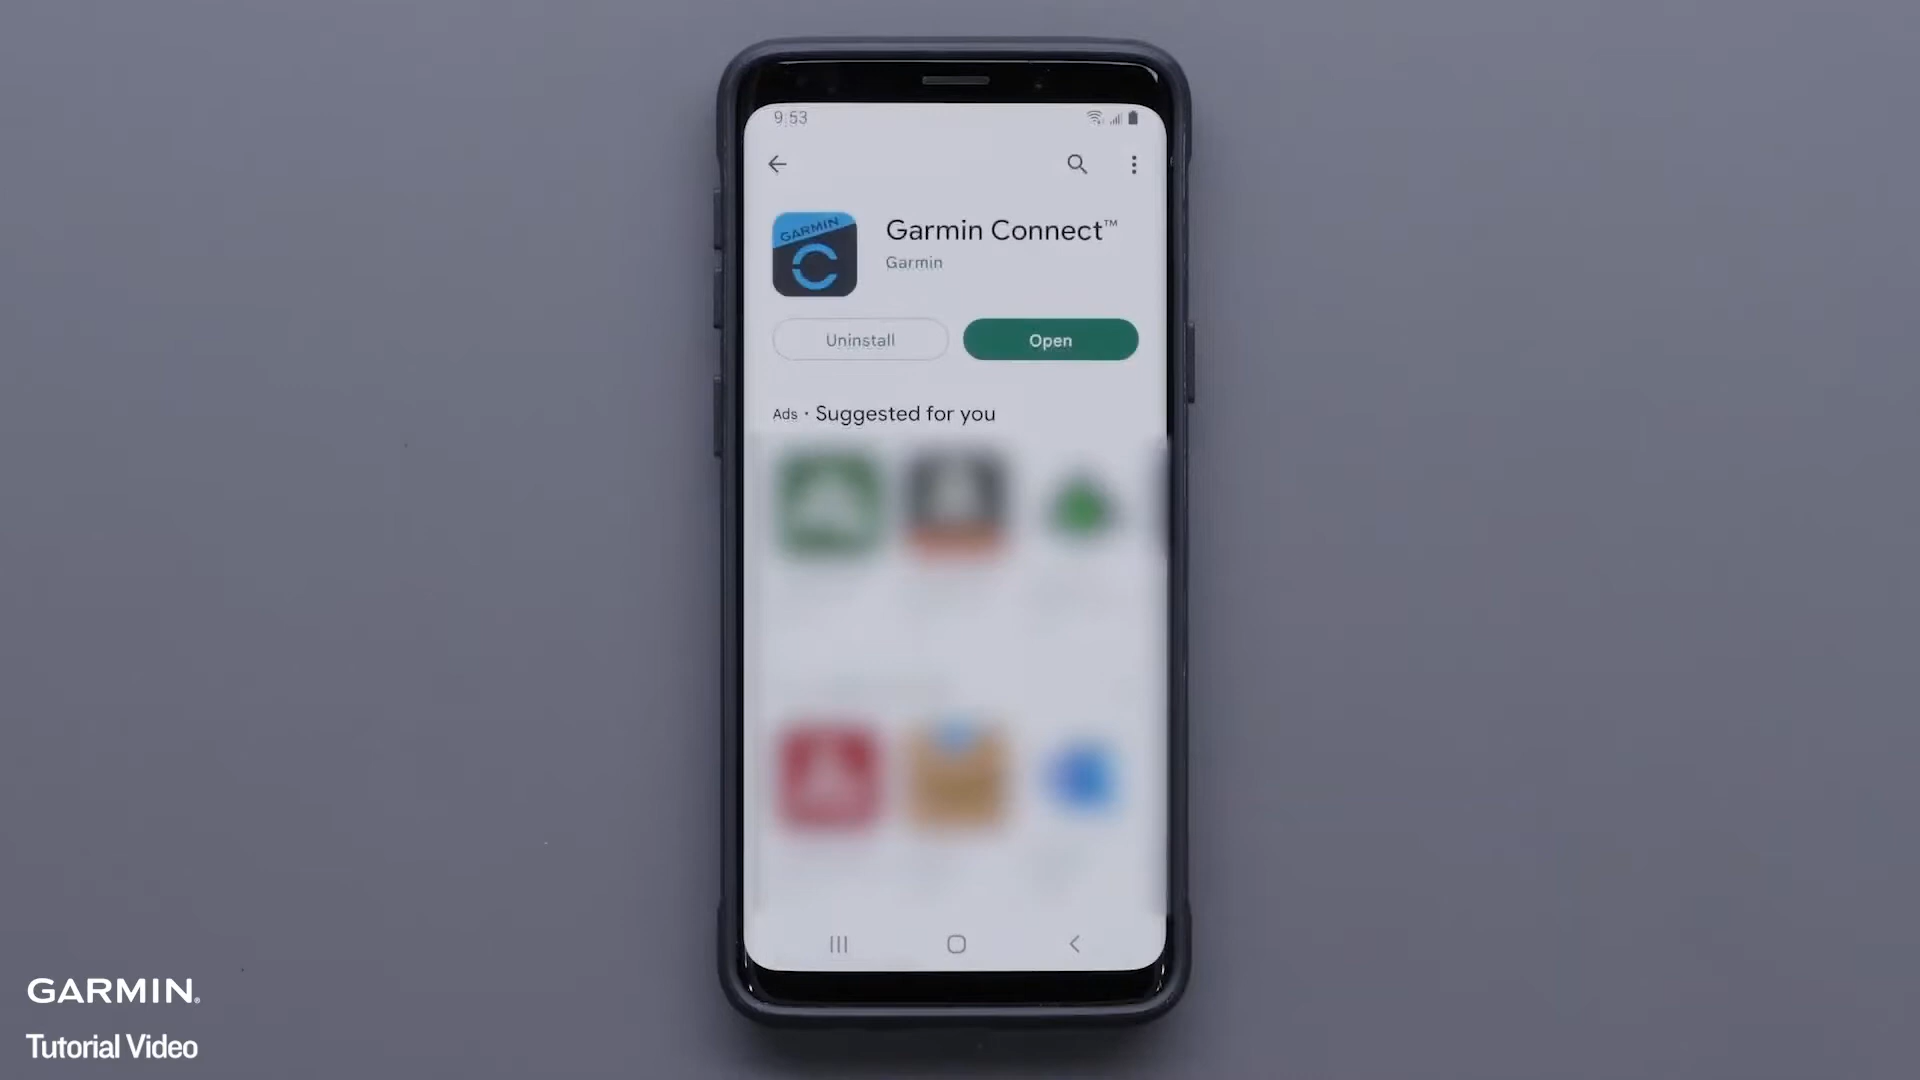 9:53
GARMIN
Garmin Connect™
Garmin
Uninstall
Open
Ads · Suggested for you
GARMIN®
Tutorial Video